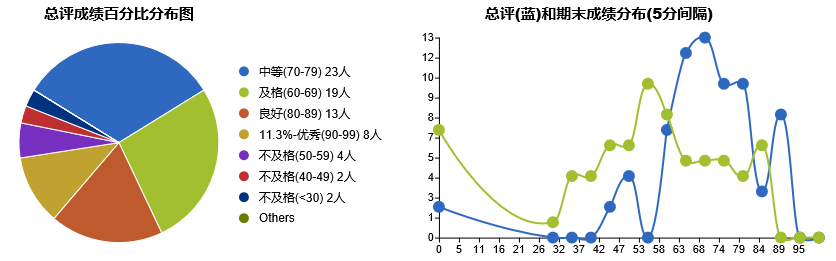 总评成绩百分比分布图
中等(70-79) 23人
及格(60-69) 19人
良好(80-89) 13人
11.3%-优秀(90-99) 8人
不及格(50-59) 4人
不及格(40-49) 2人
不及格(<30) 2人
Others
总评(蓝)和期末成绩分布(5分间隔)
13
12
10
9
8
7
5
4
3
1
0
0 5 11 16 21 26 32 37 42 47 53 58 63 68 74 79 84 89 95